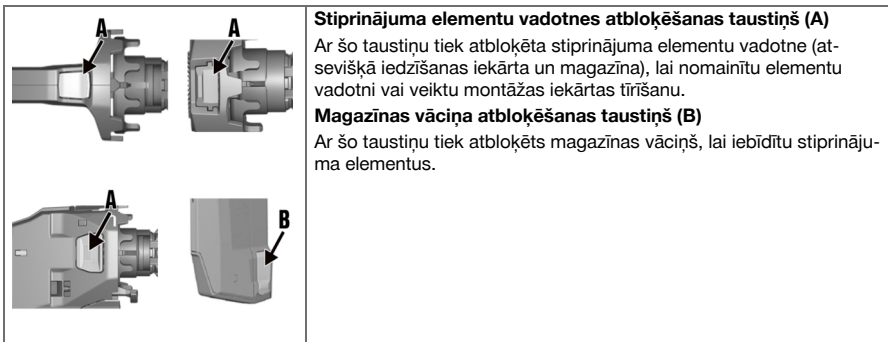 A
A
A
B
Stiprinājuma elementu vadotnes atbloķēšanas taustiņš (A)
Ar šo taustiņu tiek atbloķēta stiprinājuma elementu vadotne (at-
sevišķā iedzīšanas iekārta un magazīna), lai nomainītu elementu
vadotni vai veiktu montāžas iekārtas tīrīšanu.
Magazīnas vāciņa atbloķēšanas taustiņš (B)
Ar šo taustiņu tiek atbloķēts magazīnas vāciņš, lai iebīdītu stiprināju-
ma elementus.